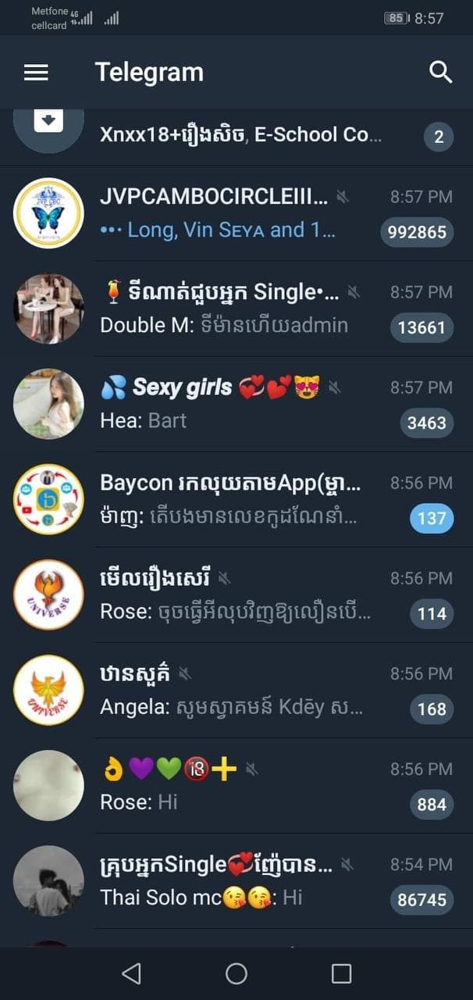 Metfone 4G
cellcard
85 8:57
Telegram
Xnxx18+រឿងសិច, E-School Co...
2
JVPCAMBOCIRCLEIII...
8:57 PM
••• Long, Vin SEYA and 1...
992865
🍹ទីណាត់ជួបអ្នក Single•...
8:57 PM
Double M: ទីម៉ានហើយadmin
13661
💦 Sexy girls 💞💕😻
8:57 PM
Hea: Bart
3463
Baycon រកលុយតាមApp(ម្ចា...
8:56 PM
ម៉ាញ: តើបងមានលេខកូដណែនាំ...
137
មើលរឿងសេរី
8:56 PM
UNIVERSE
Rose: ចុចធ្វើអីលុបវិញឱ្យលឿនបើ...
114
ឋានសួគ៌
8:56 PM
UNIVERSE
Angela: សូមស្វាគមន៍ Kdēy ស...
168
👌💜💚🔞➕
8:56 PM
Rose: Hi
884
គ្រុបអ្នកSingle💞ញ៉ែបាន...
8:54 PM
Thai Solo mc😘😘: Hi
86745